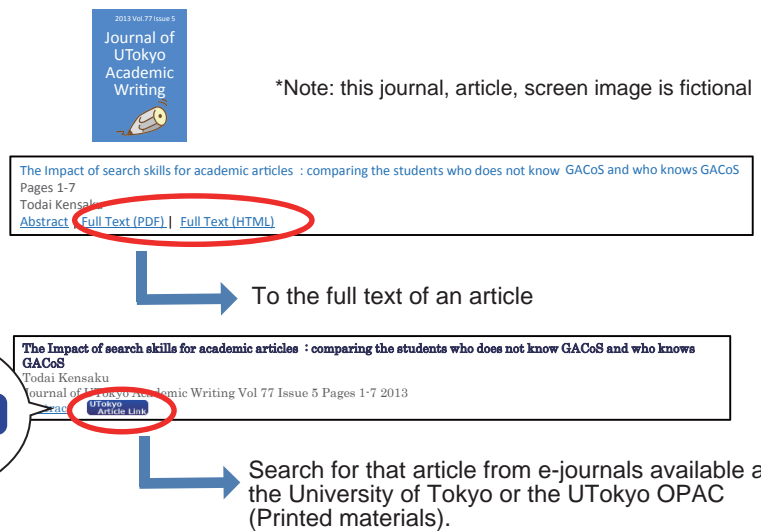 2013 Vol.77 Issue 5
Journal of
UTokyo
Academic
Writing
*Note: this journal, article, screen image is fictional
The Impact of search skills for academic articles : comparing the students who does not know GACoS and who knows GACoS
Pages 1-7
Todai Kensaku
Abstract | Full Text (PDF) | Full Text (HTML)
To the full text of an article
The Impact of search skills for academic articles : comparing the students who does not know GACoS and who knows
GACoS
Todai Kensaku
Journal of UTokyo Academic Writing Vol 77 Issue 5 Pages 1-7 2013
UTokyo
Article Link
Search for that article from e-journals available a
the University of Tokyo or the UTokyo OPAC
(Printed materials).